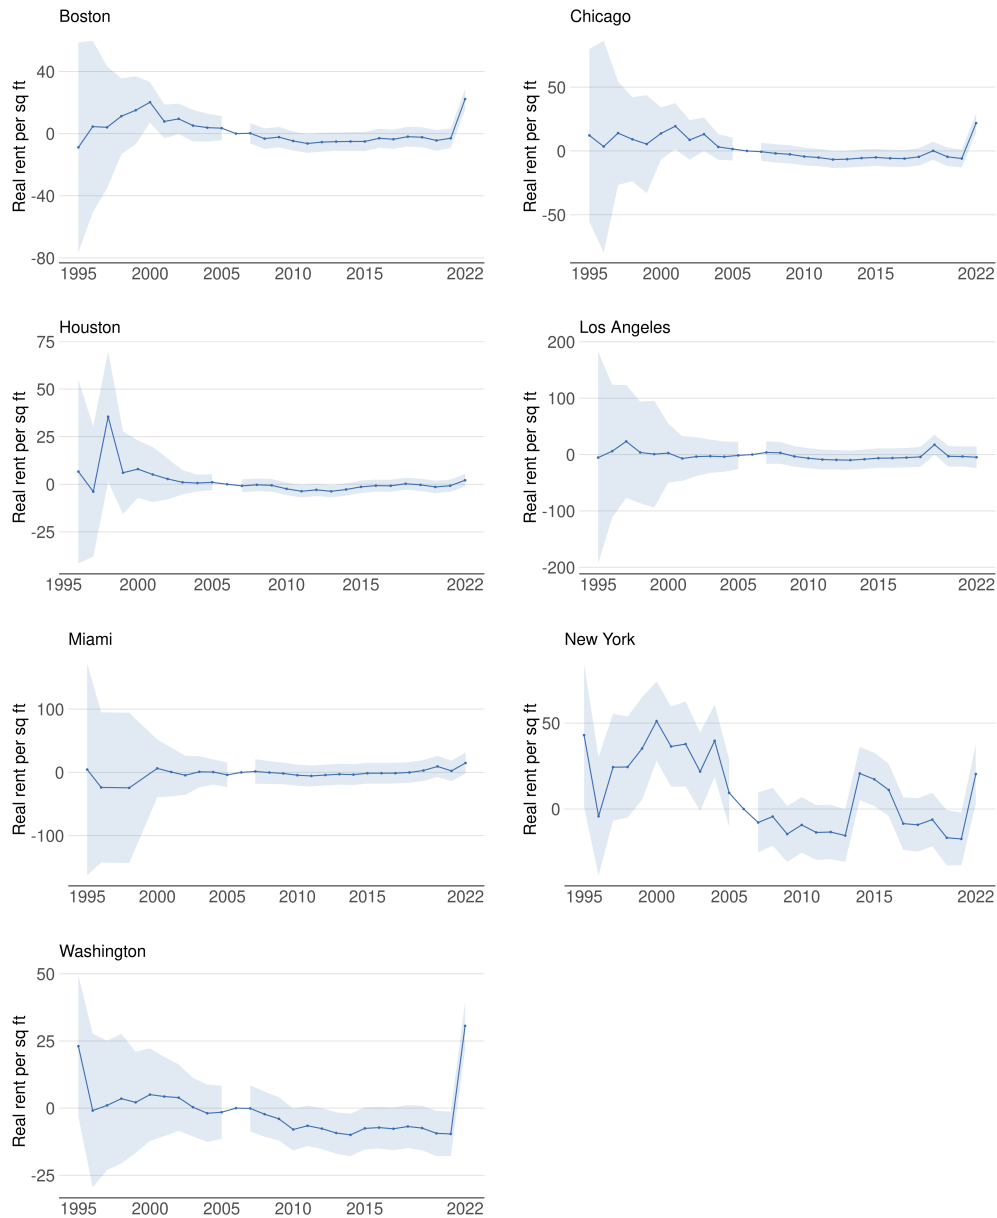 Boston
Real rent per sq ft
40
0
-40
-80
1995 2000 2005 2010 2015 2022
Chicago
Real rent per sq ft
50
0
-50
1995 2000 2005 2010 2015 2022
Houston
Real rent per sq ft
75
50
25
0
-25
1995 2000 2005 2010 2015 2022
Los Angeles
Real rent per sq ft
200
100
0
-100
-200
1995 2000 2005 2010 2015 2022
Miami
Real rent per sq ft
100
0
-100
1995 2000 2005 2010 2015 2022
New York
Real rent per sq ft
50
0
1995 2000 2005 2010 2015 2022
Washington
Real rent per sq ft
50
25
0
-25
1995 2000 2005 2010 2015 2022